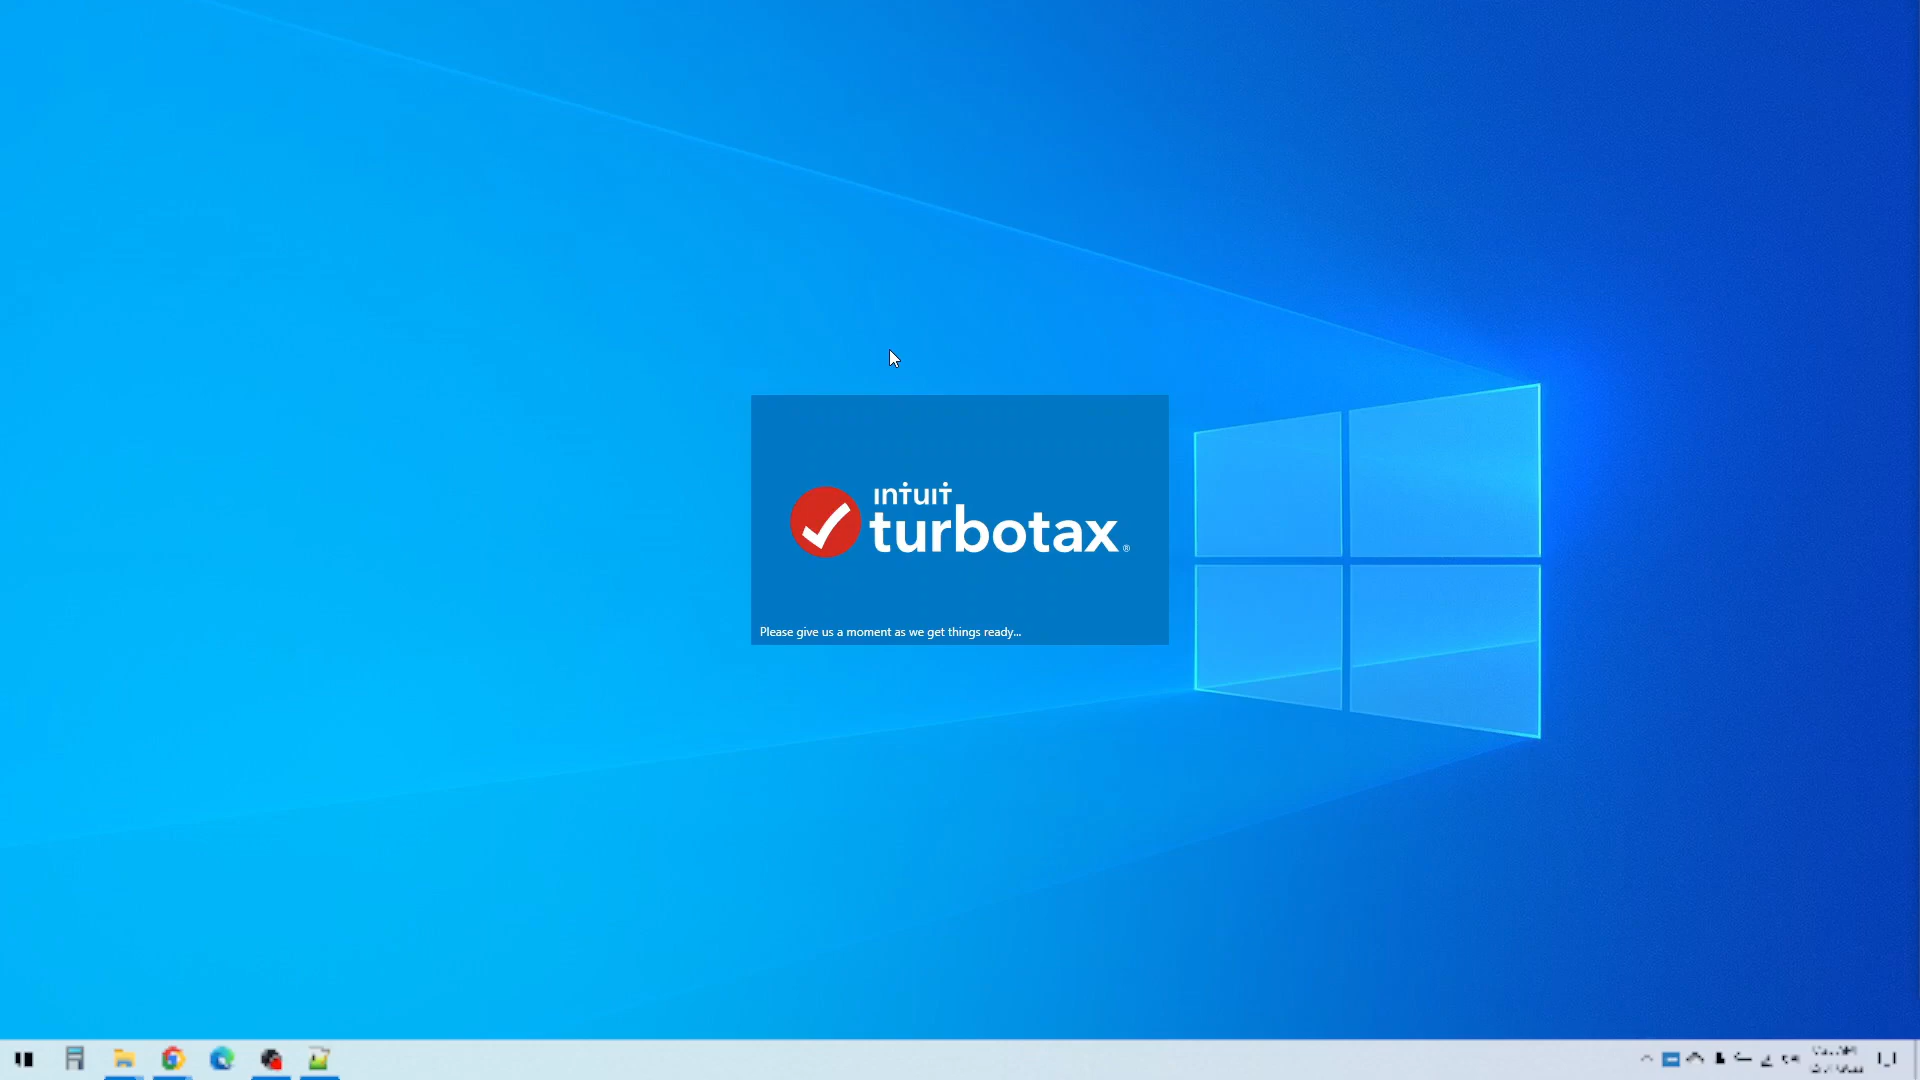 intuit
turbotax®
Please give us a moment as we get things ready...